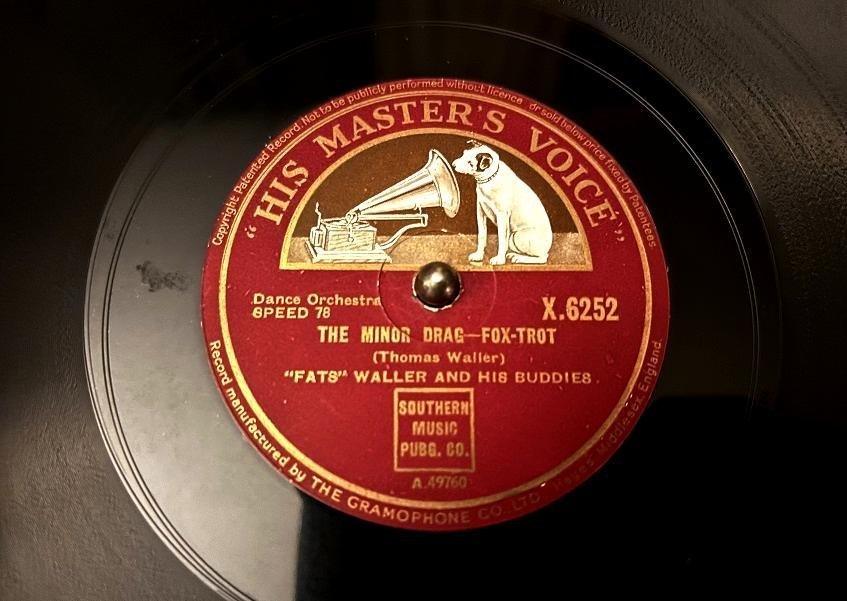 Copyright Patented Record. Not to be publicly performed without licence or sold below price fixed by Patentees.
"HIS MASTER'S VOICE"
Dance Orchestra
SPEED 78
X.6252
THE MINOR DRAG—FOX-TROT
(Thomas Waller)
"FATS" WALLER AND HIS BUDDIES.
SOUTHERN
MUSIC
PUBG. CO.
A.49760
Record manufactured by THE GRAMOPHONE CO. LTD. Hayes Middlesex England.